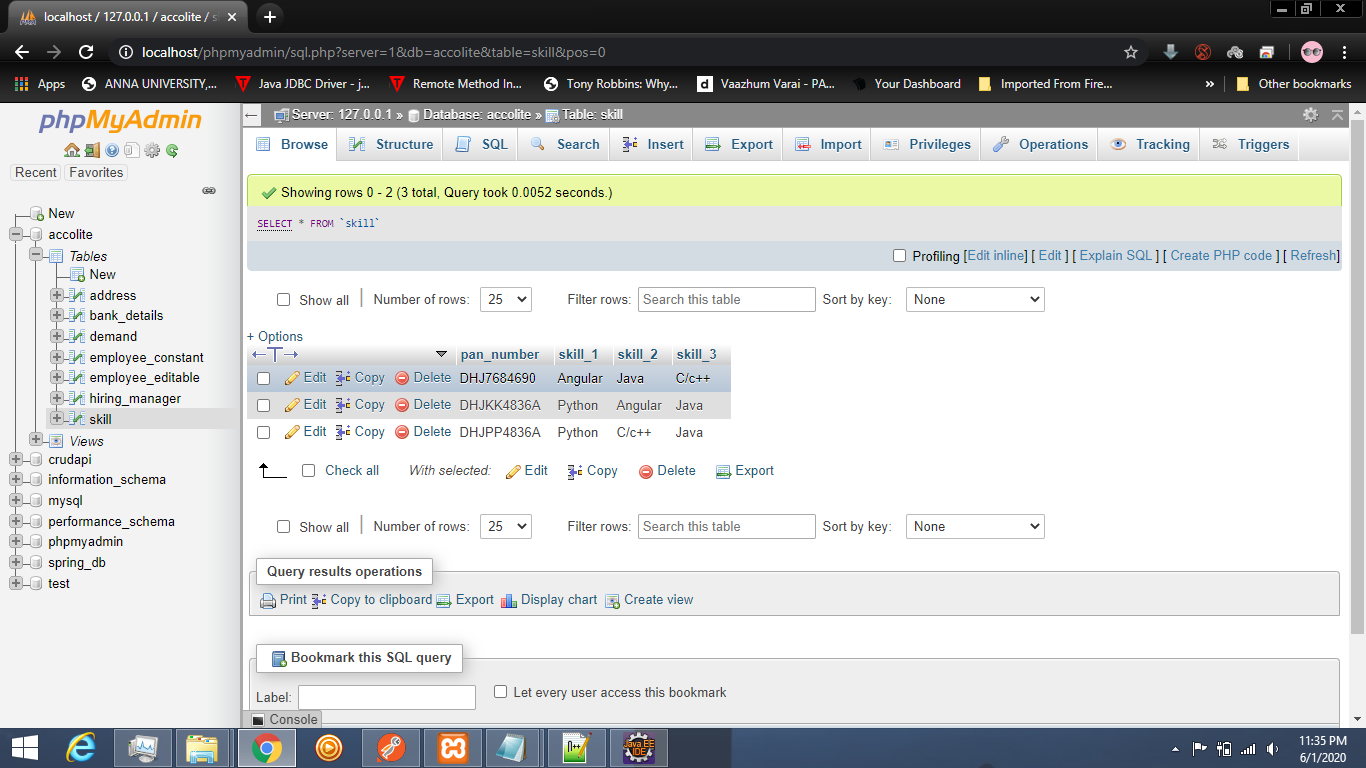 localhost / 127.0.0.1 / accolite / s
localhost/phpmyadmin/sql.php?server=1&db=accolite&table=skill&pos=0
Apps ANNA UNIVERSITY,... Java JDBC Driver - j... Remote Method In... Tony Robbins: Why... Vaazhum Varai - PA... Your Dashboard Imported From Fire... » Other bookmarks
phpMyAdmin
Recent Favorites
New
accolite
Tables
New
address
bank_details
demand
employee_constant
employee_editable
hiring_manager
skill
Views
crudapi
information_schema
mysql
performance_schema
phpmyadmin
spring_db
test
Server: 127.0.0.1 » Database: accolite » Table: skill
Browse Structure SQL Search Insert Export Import Privileges Operations Tracking Triggers
Showing rows 0 - 2 (3 total, Query took 0.0052 seconds.)
SELECT * FROM `skill`
Profiling [Edit inline] [ Edit ] [ Explain SQL ] [ Create PHP code ] [ Refresh]
Show all | Number of rows: 25 Filter rows: Search this table Sort by key: None
+ Options
←T→ pan_number skill_1 skill_2 skill_3
Edit Copy Delete DHJ7684690 Angular Java C/c++
Edit Copy Delete DHJKK4836A Python Angular Java
Edit Copy Delete DHJPP4836A Python C/c++ Java
Check all With selected: Edit Copy Delete Export
Show all | Number of rows: 25 Filter rows: Search this table Sort by key: None
Query results operations
Print Copy to clipboard Export Display chart Create view
Bookmark this SQL query
Label: Let every user access this bookmark
Console
Java EE
IDE
11:35 PM
6/1/2020